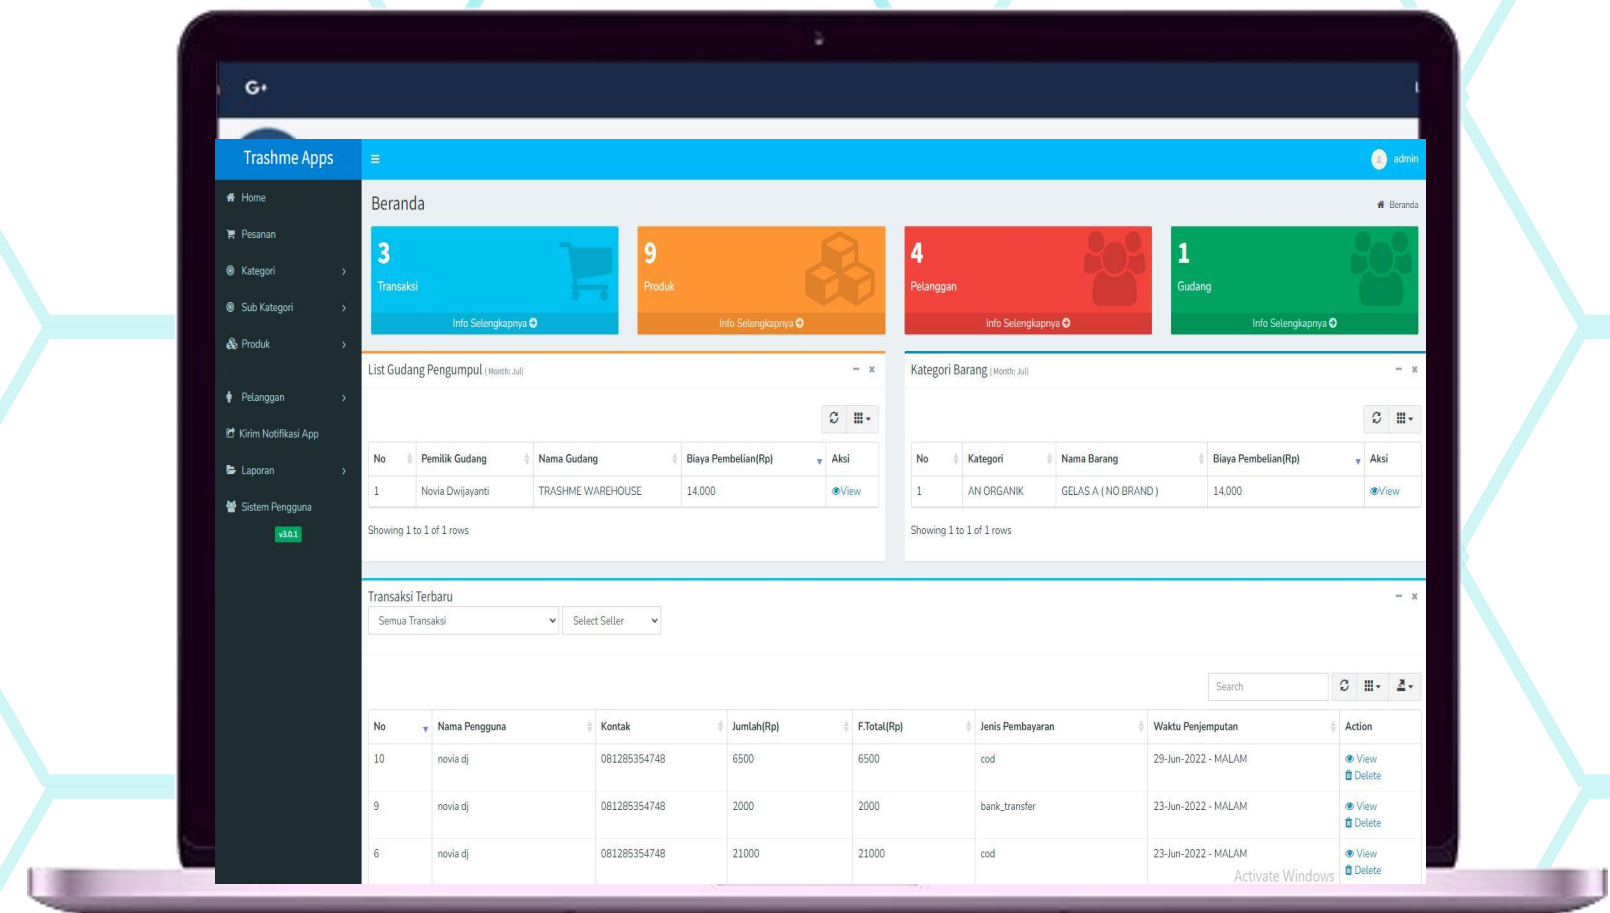 G+
Trashme Apps
admin
Home
Beranda
Beranda
Pesanan
Kategori
Sub Kategori
Produk
Pelanggan
Kirim Notifikasi App
Laporan
Sistem Pengguna
v3.0.1
3
Transaksi
Info Selengkapnya
9
Produk
Info Selengkapnya
4
Pelanggan
Info Selengkapnya
1
Gudang
Info Selengkapnya
List Gudang Pengumpul ( Month: Jul)
No Pemilik Gudang Nama Gudang Biaya Pembelian(Rp) Aksi
1 Novia Dwijayanti TRASHME WAREHOUSE 14,000 View
Showing 1 to 1 of 1 rows
Kategori Barang ( Month: Jul)
No Kategori Nama Barang Biaya Pembelian(Rp) Aksi
1 AN ORGANIK GELAS A ( NO BRAND ) 14,000 View
Showing 1 to 1 of 1 rows
Transaksi Terbaru
Semua Transaksi Select Seller
Search
No Nama Pengguna Kontak Jumlah(Rp) F.Total(Rp) Jenis Pembayaran Waktu Penjemputan Action
10 novia dj 081285354748 6500 6500 cod 29-Jun-2022 - MALAM View
Delete
9 novia dj 081285354748 2000 2000 bank_transfer 23-Jun-2022 - MALAM View
Delete
6 novia dj 081285354748 21000 21000 cod 23-Jun-2022 - MALAM View
Delete
Activate Windows